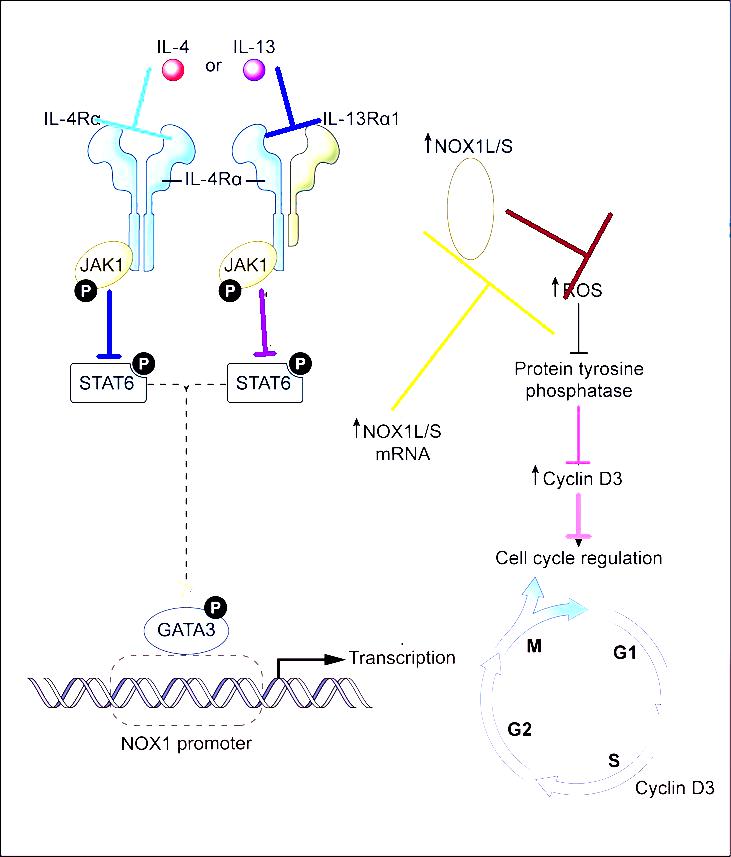 IL-4 or IL-13
IL-4Rα
IL-13Rα1
IL-4Rα
↑NOX1L/S
JAK1
P
JAK1
P
↑ROS
STAT6
P
STAT6
P
Protein tyrosine
phosphatase
↑NOX1L/S
mRNA
↑Cyclin D3
Cell cycle regulation
GATA3
P
Transcription
NOX1 promoter
M
G1
G2
S
Cyclin D3